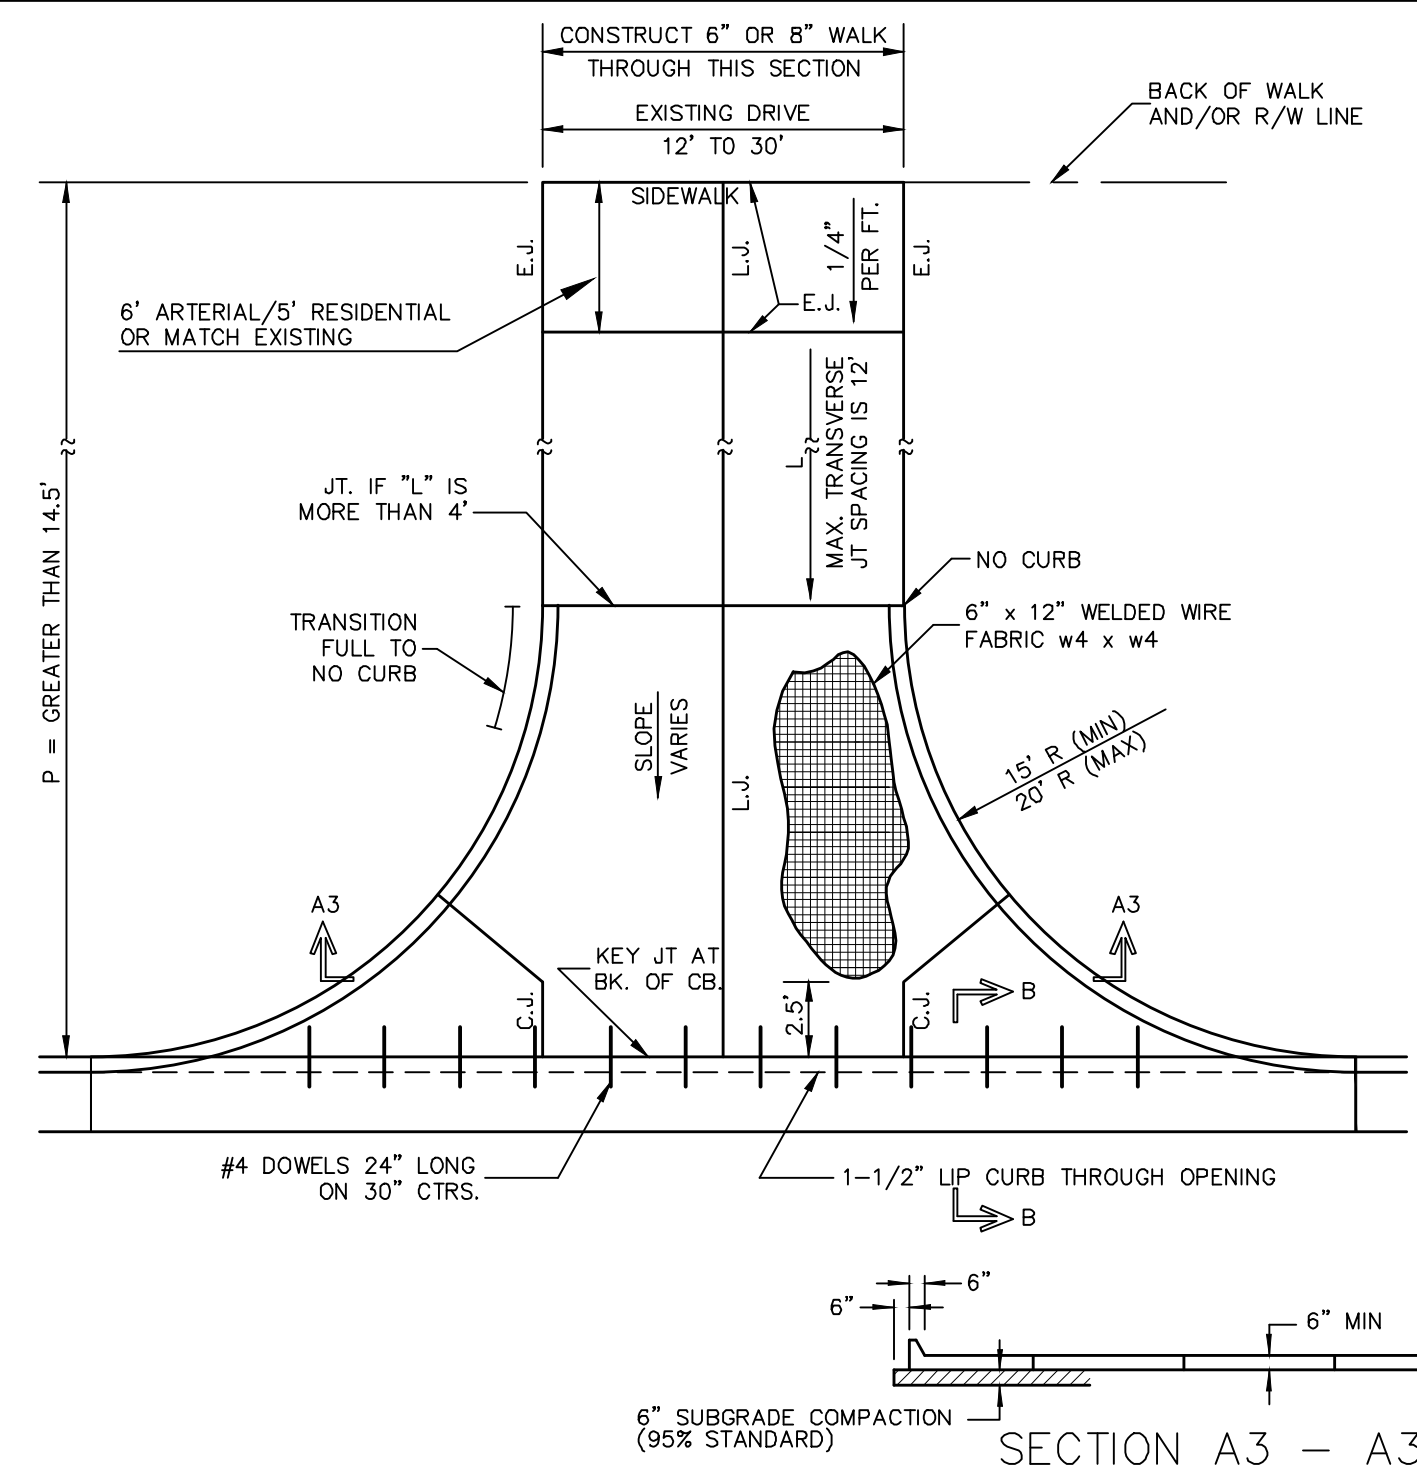 CONSTRUCT 6" OR 8" WALK
THROUGH THIS SECTION
EXISTING DRIVE
12' TO 30'
BACK OF WALK
AND/OR R/W LINE
SIDEWALK
E.J.
L.J.
1/4"
PER FT.
E.J.
E.J.
6' ARTERIAL/5' RESIDENTIAL
OR MATCH EXISTING
L
MAX. TRANSVERSE
JT SPACING IS 12'
P = GREATER THAN 14.5'
JT. IF "L" IS
MORE THAN 4'
NO CURB
6" x 12" WELDED WIRE
FABRIC w4 x w4
TRANSITION
FULL TO
NO CURB
SLOPE
VARIES
L.J.
15' R (MIN)
20' R (MAX)
A3
A3
KEY JT AT
BK. OF CB.
C.J.
2.5'
C.J.
B
#4 DOWELS 24" LONG
ON 30" CTRS.
1-1/2" LIP CURB THROUGH OPENING
B
6"
6"
6" MIN
6" SUBGRADE COMPACTION
(95% STANDARD)
SECTION A3 - A3